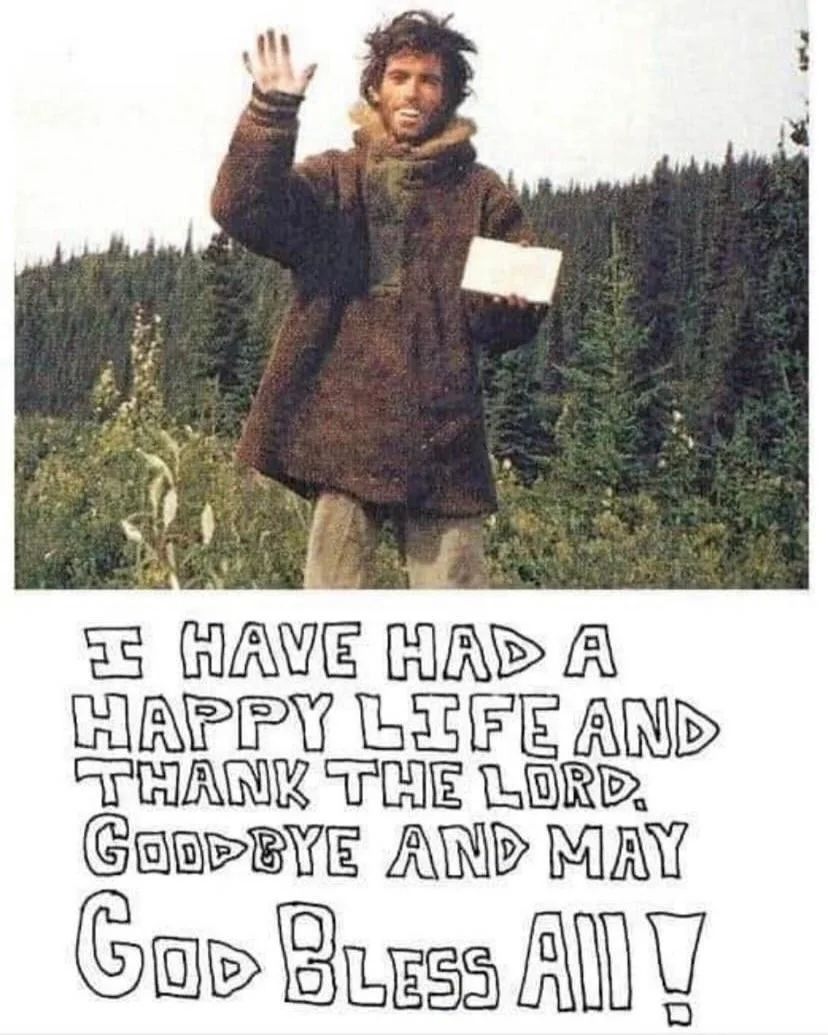 I HAVE HAD A
HAPPY LIFE AND
THANK THE LORD.
GOODBYE AND MAY
GOD BLESS All!